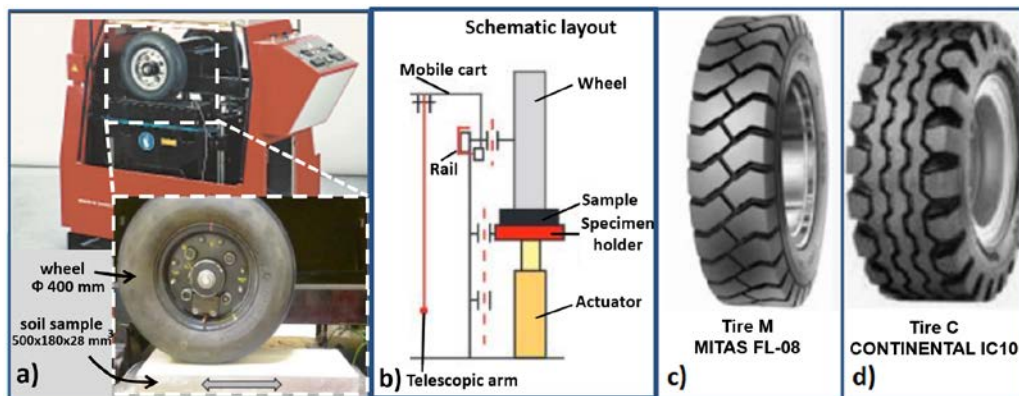 a)
wheel
Φ 400 mm
soil sample
500x180x28 mm³
b)
Schematic layout
Mobile cart
Wheel
Rail
Sample
Specimen
holder
Actuator
Telescopic arm
c)
Tire M
MITAS FL-08
d)
Tire C
CONTINENTAL IC10